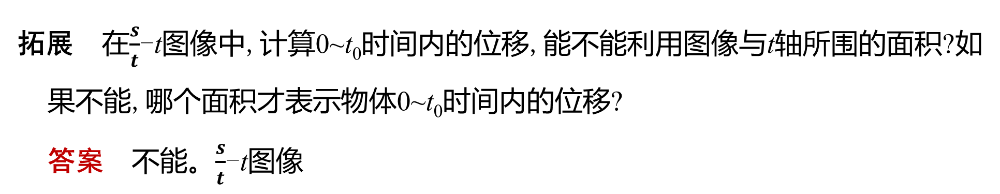 拓展 在s/t-t图像中,计算0~t₀时间内的位移,能不能利用图像与t轴所围的面积?如
果不能,哪个面积才表示物体0~t₀时间内的位移?
答案 不能。s/t-t图像